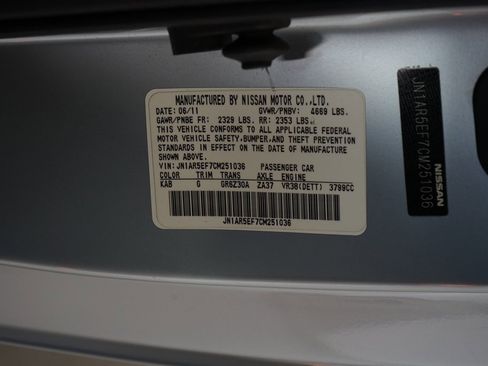 MANUFACTURED BY NISSAN MOTOR CO.,LTD.
DATE: 06/11 GVWR/PNBV: 4669 LBS.
GAWR/PNBE FR: 2329 LBS. RR: 2353 LBS.
THIS VEHICLE CONFORMS TO ALL APPLICABLE FEDERAL
MOTOR VEHICLE SAFETY, BUMPER, AND THEFT PREVENTION
STANDARDS IN EFFECT ON THE DATE OF MANUFACTURE
SHOWN ABOVE.
VIN: JN1AR5EF7CM251036 PASSENGER CAR
COLOR TRIM TRANS AXLE ENGINE
KAB G GR6Z30A ZA37 VR38(DETT) 3799CC
JN1AR5EF7CM251036
JN1AR5EF7CM251036
NISSAN